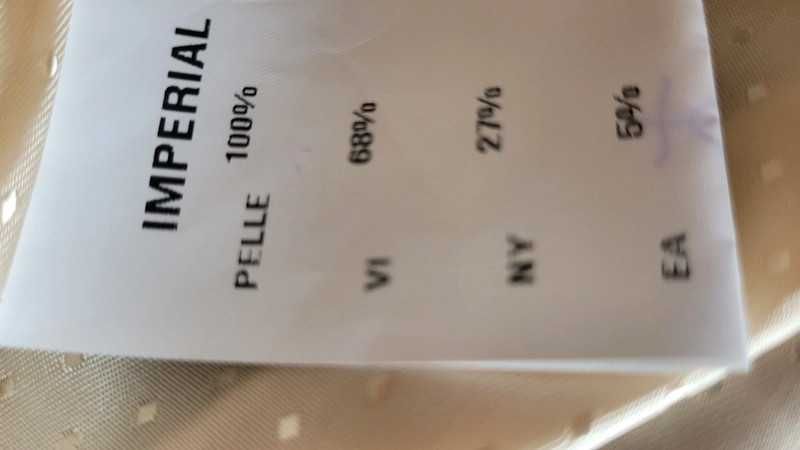 IMPERIAL
PELLE 100%
VI 68%
NY 27%
EA 5%